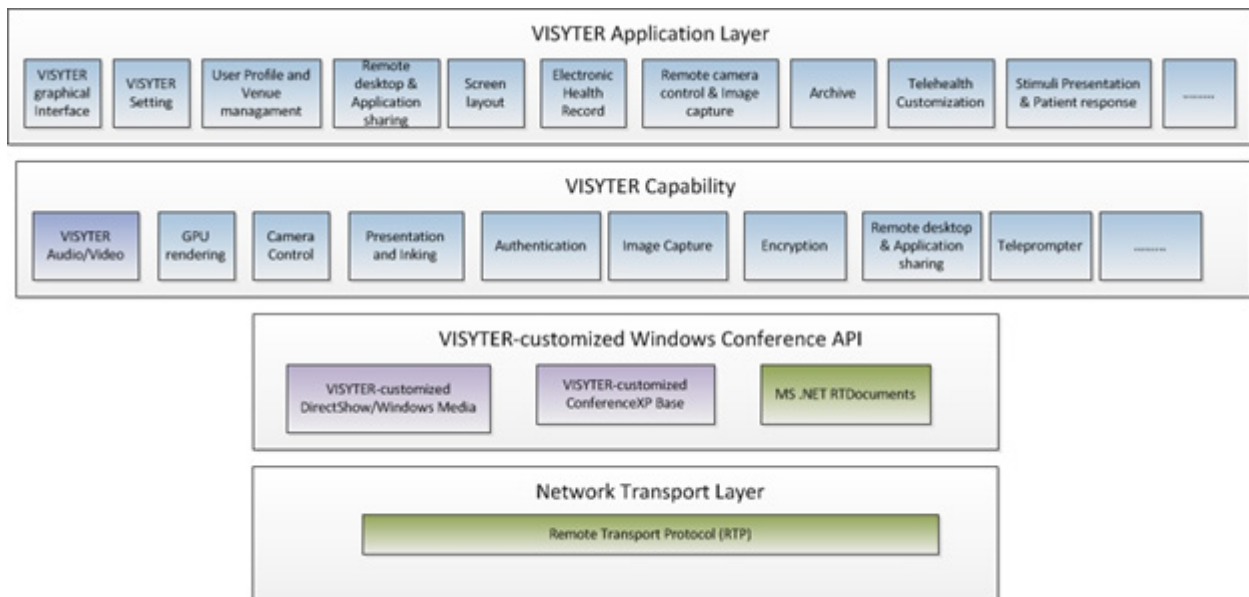 VISYTER Application Layer
VISYTER
graphical
Interface
VISYTER
Setting
User Profile and
Venue
managament
Remote
desktop &
Application
sharing
Screen
layout
Electronic
Health
Record
Remote camera
control & Image
capture
Archive
Telehealth
Customization
Stimuli Presentation
& Patient response
.........
VISYTER Capability
VISYTER
Audio/Video
GPU
rendering
Camera
Control
Presentation
and Inking
Authentication
Image Capture
Encryption
Remote desktop
& Application
sharing
Teleprompter
.........
VISYTER-customized Windows Conference API
VISYTER-customized
DirectShow/Windows Media
VISYTER-customized
ConferenceXP Base
MS .NET RTDocuments
Network Transport Layer
Remote Transport Protocol (RTP)